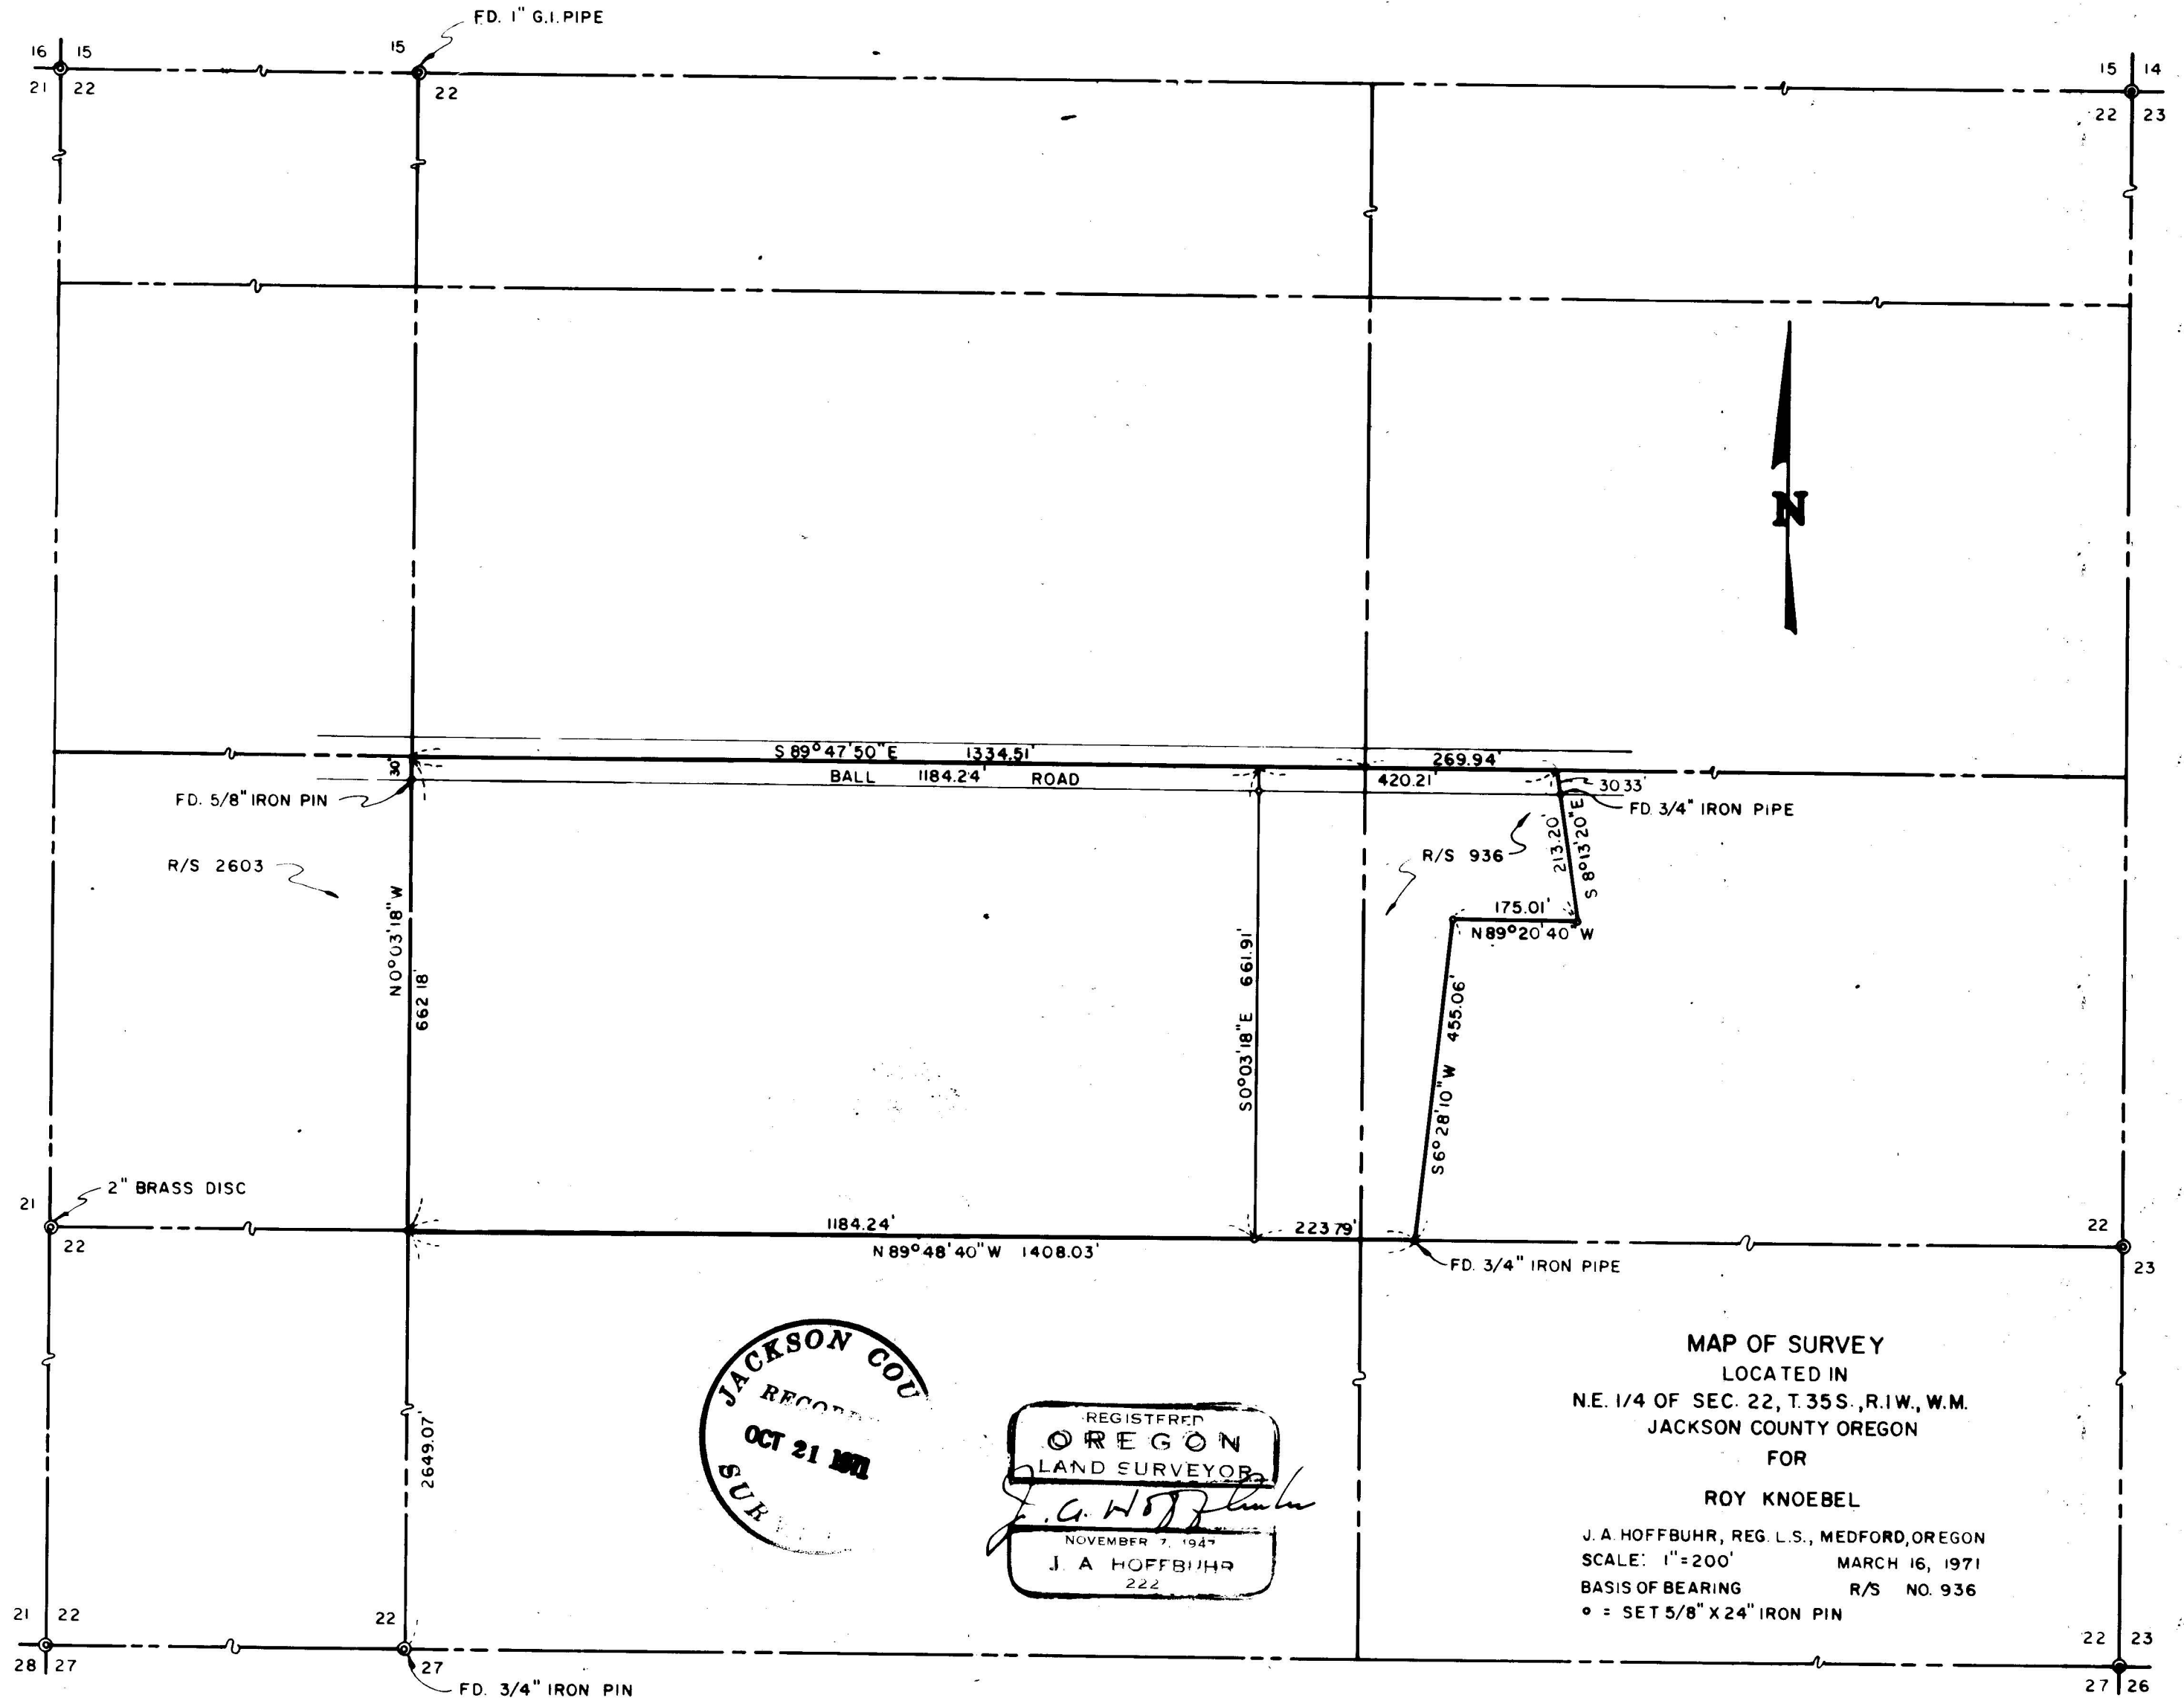 FD. 1" G.I. PIPE
16 15
21 22
15
22
15 14
22 23
S 89°47'50"E 1334.51'
269.94'
30'
BALL 1184.24' ROAD
420.21'
30 33'
FD. 5/8" IRON PIN
FD. 3/4" IRON PIPE
213.20'
S 8°13'20"E
R/S 2603
R/S 936
175.01'
N 89°20'40"W
N 0°03'18"W
662 18'
S 0°03'18"E 661.91'
S 6°28'10"W 455.06'
2" BRASS DISC
21
22
1184.24'
223 79'
N 89°48'40"W 1408.03'
FD. 3/4" IRON PIPE
22
23
2649.07'
JACKSON COU
OCT 21 1971
REGISTERED
OREGON
LAND SURVEYOR
J. A. Hoffbuhr
NOVEMBER 7, 1947
J. A HOFFBUHR
222
MAP OF SURVEY
LOCATED IN
N.E. 1/4 OF SEC. 22, T. 35 S., R.1 W., W.M.
JACKSON COUNTY OREGON
FOR
ROY KNOEBEL
J. A. HOFFBUHR, REG. L.S., MEDFORD, OREGON
SCALE: 1"=200' MARCH 16, 1971
BASIS OF BEARING R/S NO. 936
o = SET 5/8" X 24" IRON PIN
21 22
28 27
22
27
FD. 3/4" IRON PIN
22 23
27 26
N